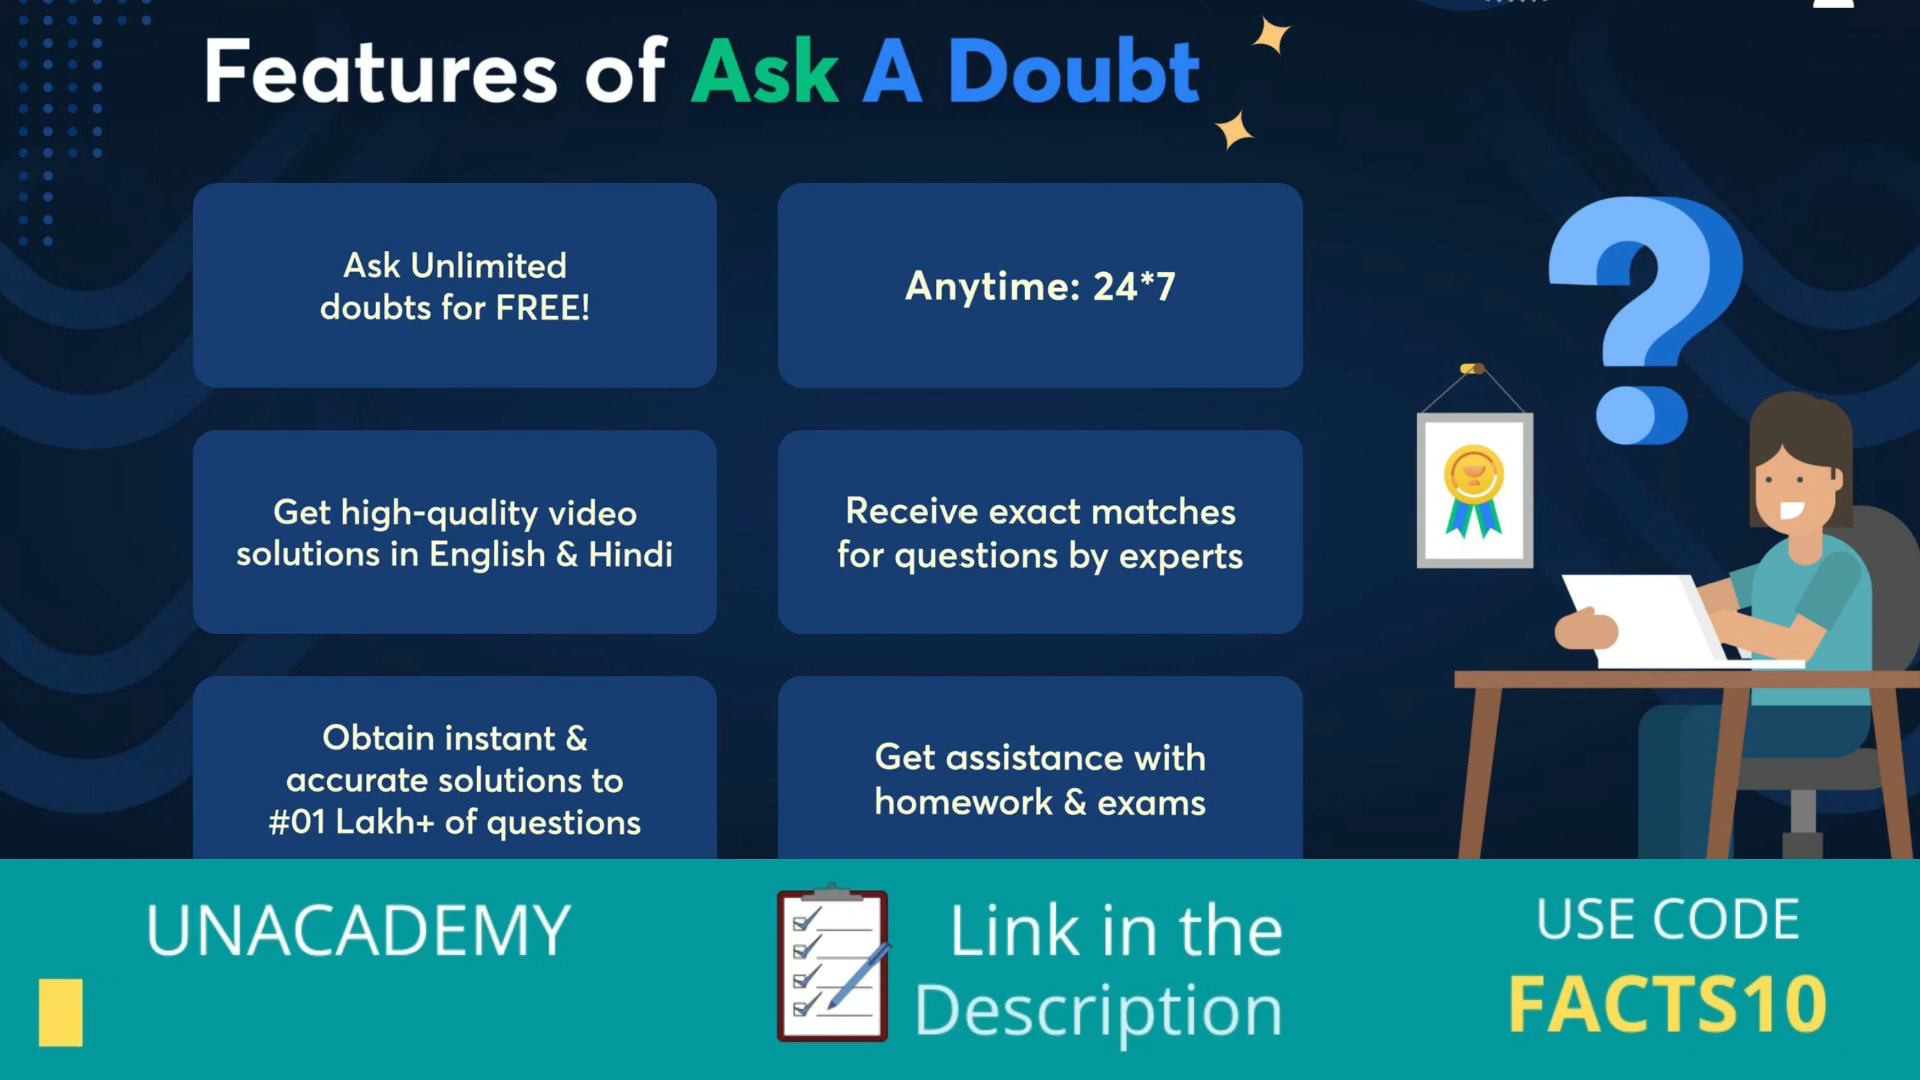 Features of Ask A Doubt
Ask Unlimited
doubts for FREE!
Anytime: 24*7
Get high-quality video
solutions in English & Hindi
Receive exact matches
for questions by experts
Obtain instant &
accurate solutions to
#01 Lakh+ of questions
Get assistance with
homework & exams
UNACADEMY
Link in the
Description
USE CODE
FACTS10